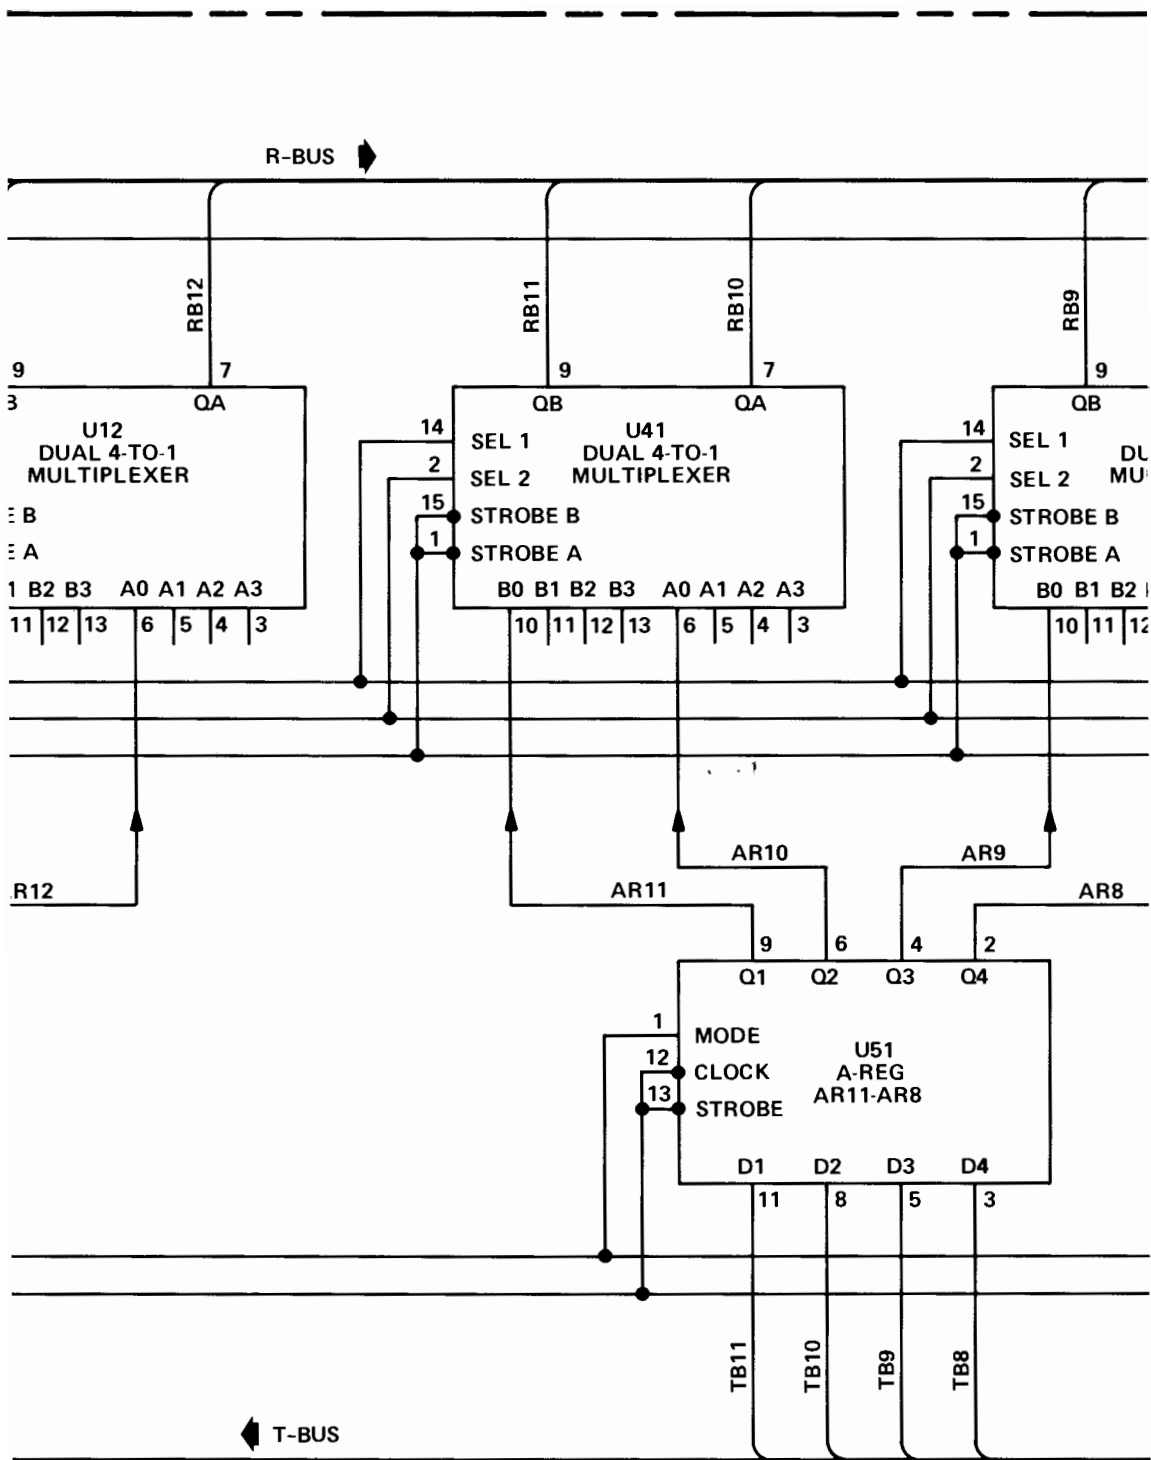 R-BUS
RB12
RB11
RB10
RB9
9
7
9
7
9
B
QA
QB
QA
QB
U12
DUAL 4-TO-1
MULTIPLEXER
E B
E A
1 B2 B3 A0 A1 A2 A3
11 12 13 6 5 4 3
14
2
15
1
SEL 1
SEL 2
STROBE B
STROBE A
U41
DUAL 4-TO-1
MULTIPLEXER
B0 B1 B2 B3 A0 A1 A2 A3
10 11 12 13 6 5 4 3
14
2
15
1
SEL 1
SEL 2
STROBE B
STROBE A
DU
MU
B0 B1 B2
10 11 12
AR10
AR9
R12
AR11
AR8
9 6 4 2
Q1 Q2 Q3 Q4
1
12
13
MODE
CLOCK
STROBE
U51
A-REG
AR11-AR8
D1 D2 D3 D4
11 8 5 3
TB11
TB10
TB9
TB8
T-BUS